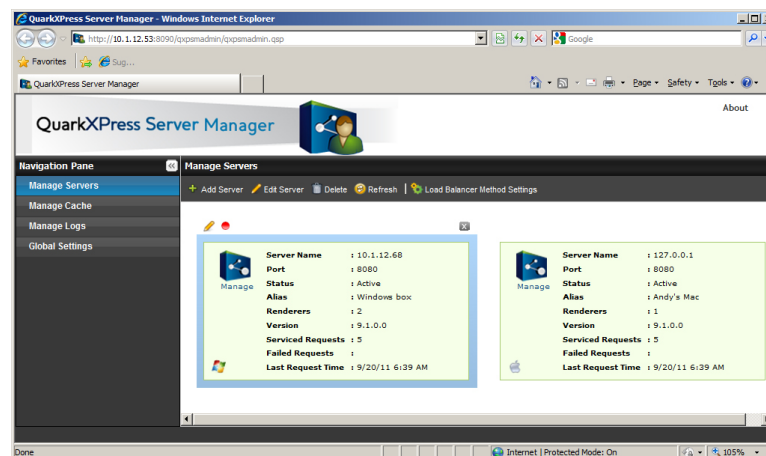 QuarkXPress Server Manager - Windows Internet Explorer
http://10.1.12.53:8090/qxpsmadmin/qxpsmadmin.qsp
Google
Favorites Sug...
QuarkXPress Server Manager
Page Safety Tools
About
QuarkXPress Server Manager
Navigation Pane
Manage Servers
Manage Cache
Manage Logs
Global Settings
Manage Servers
Add Server Edit Server Delete Refresh Load Balancer Method Settings
Manage
Server Name : 10.1.12.68
Port : 8080
Status : Active
Alias : Windows box
Renderers : 2
Version : 9.1.0.0
Serviced Requests : 5
Failed Requests :
Last Request Time : 9/20/11 6:39 AM
Manage
Server Name : 127.0.0.1
Port : 8080
Status : Active
Alias : Andy's Mac
Renderers : 1
Version : 9.1.0.0
Serviced Requests : 5
Failed Requests :
Last Request Time : 9/20/11 6:39 AM
Done
Internet | Protected Mode: On
105%